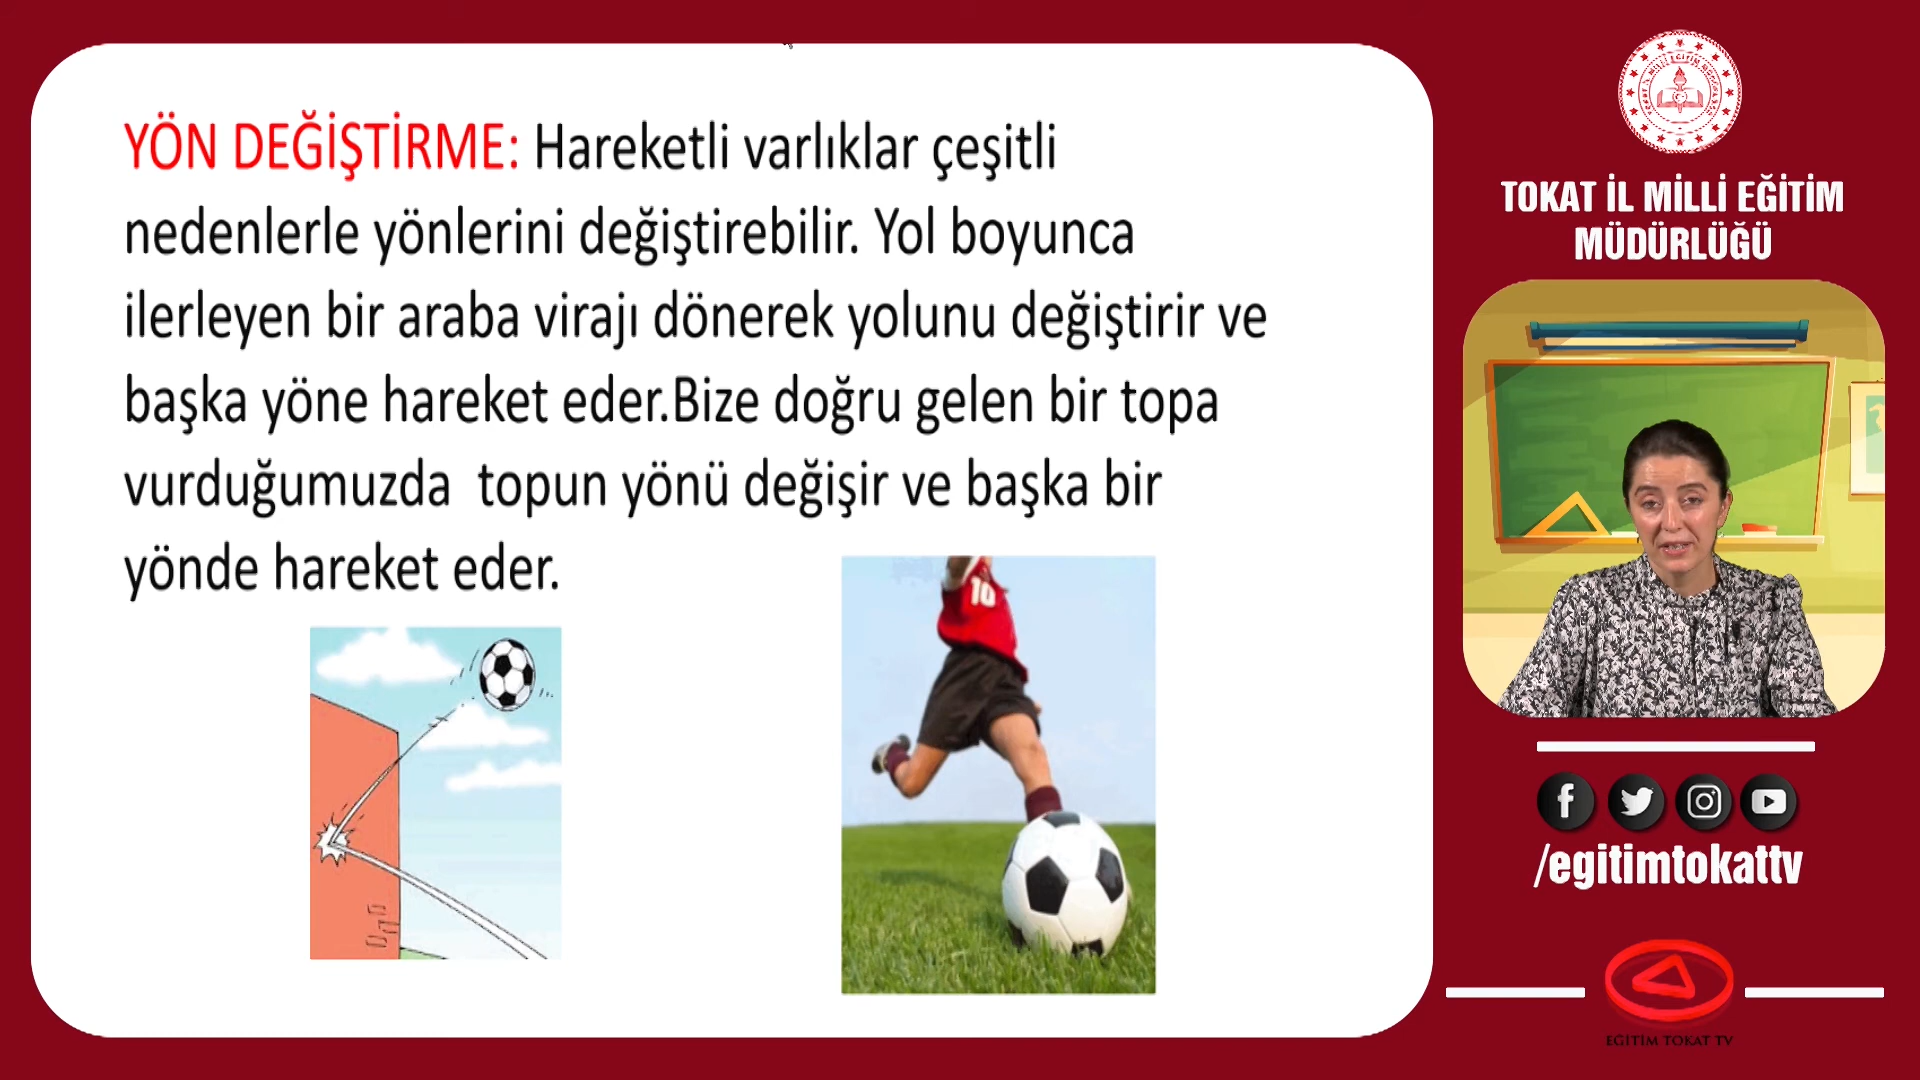 YÖN DEĞİŞTİRME: Hareketli varlıklar çeşitli
nedenlerle yönlerini değiştirebilir. Yol boyunca
ilerleyen bir araba virajı dönerek yolunu değiştirir ve
başka yöne hareket eder.Bize doğru gelen bir topa
vurduğumuzda  topun yönü değişir ve başka bir
yönde hareket eder.
10
TOKAT İL MİLLİ EĞİTİM
MÜDÜRLÜĞÜ
/egitimtokattv
EĞİTİM TOKAT TV